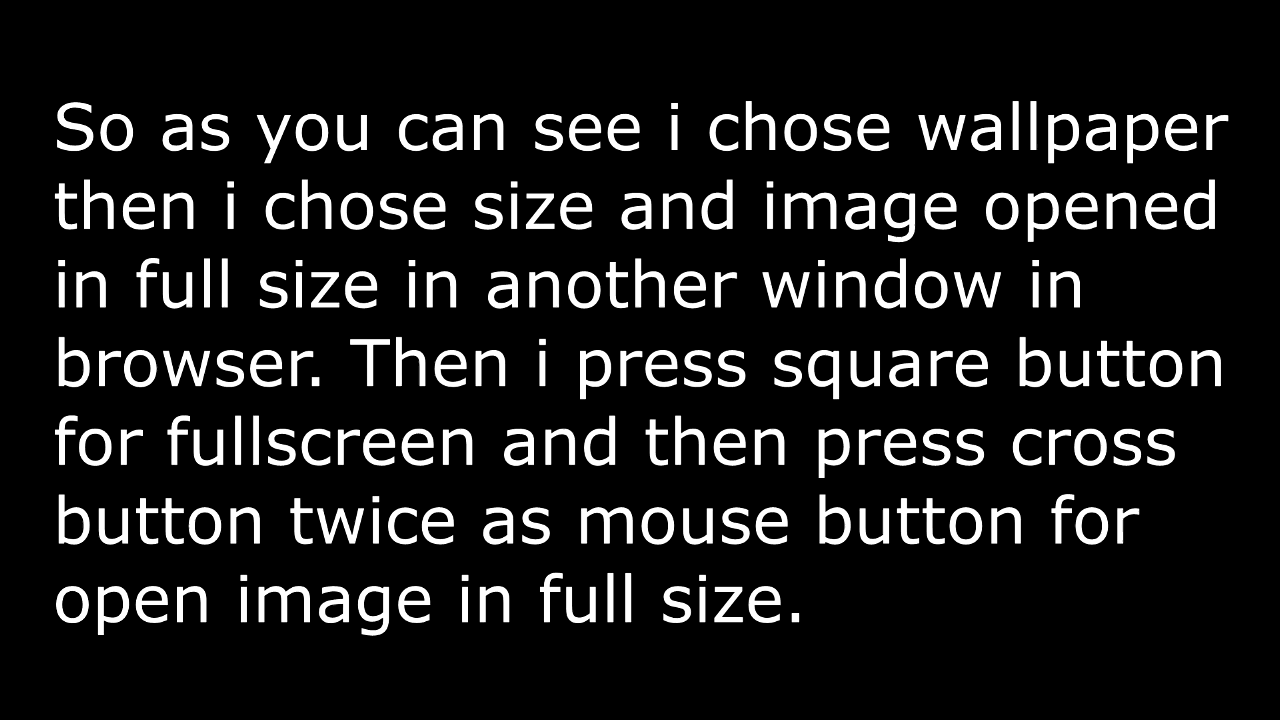 So as you can see i chose wallpaper
then i chose size and image opened
in full size in another window in
browser. Then i press square button
for fullscreen and then press cross
button twice as mouse button for
open image in full size.